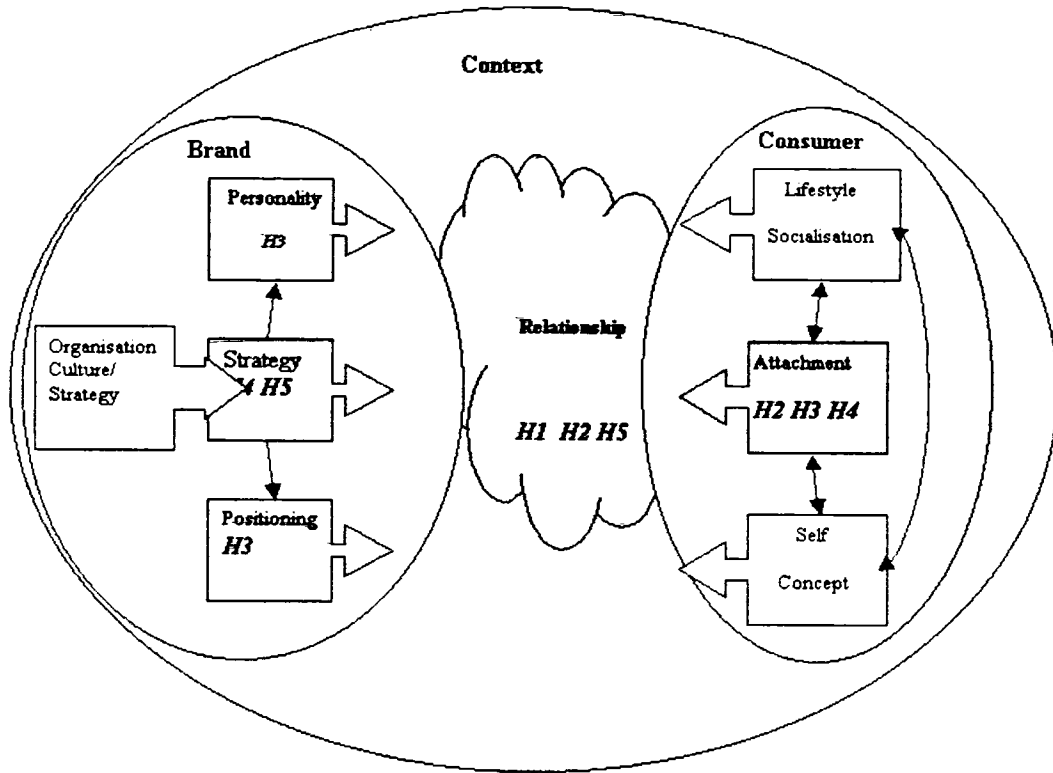 Context
Brand
Personality
H3
Organisation
Culture/
Strategy
Strategy
H5
Positioning
H3
Relationship
H1 H2 H5
Consumer
Lifestyle
Socialisation
Attachment
H2 H3 H4
Self
Concept